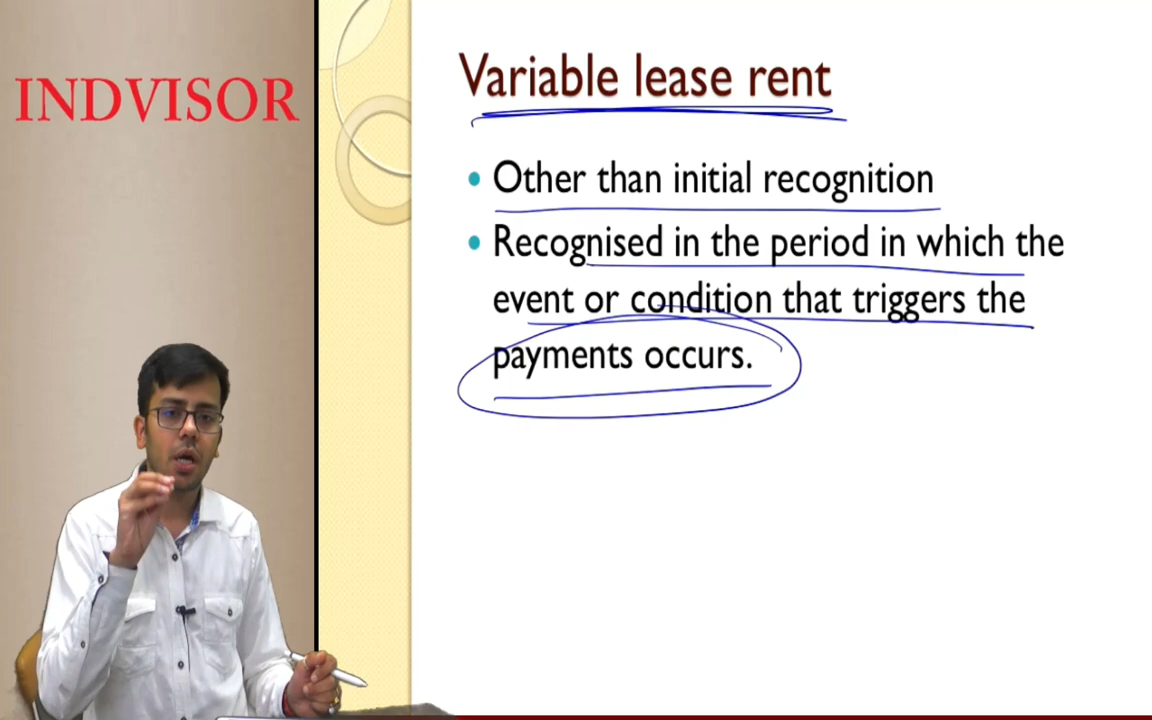 INDVISOR
Variable lease rent
• Other than initial recognition
• Recognised in the period in which the
event or condition that triggers the
payments occurs.